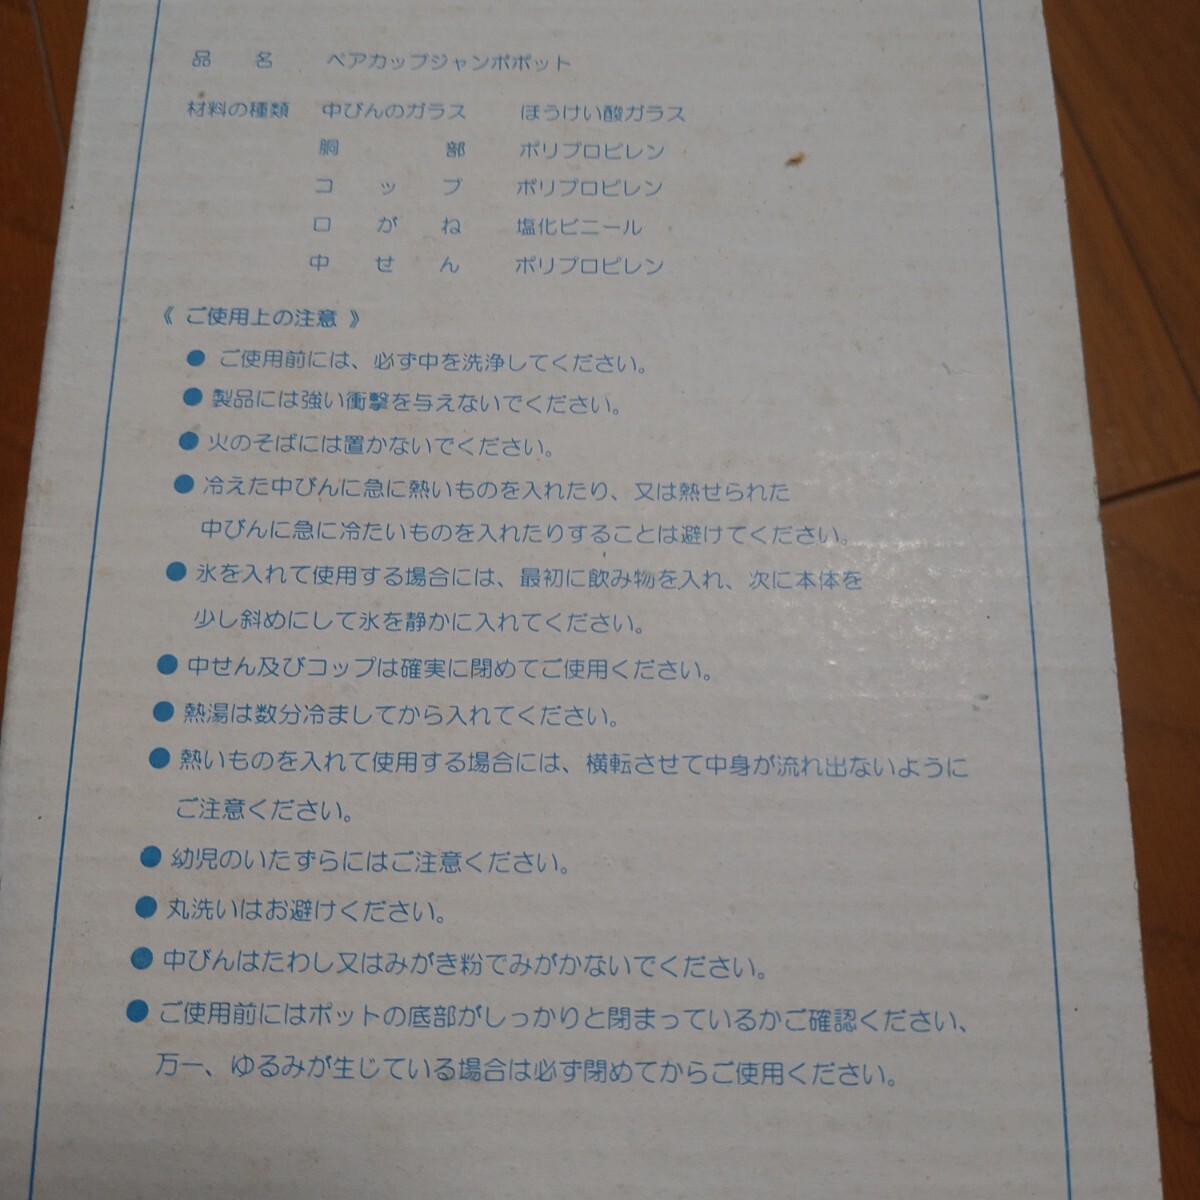 品名 ペアカップジャンボポット
材料の種類 中びんのガラス ほうけい酸ガラス
胴部 ポリプロピレン
コップ ポリプロピレン
口がね 塩化ビニール
中せん ポリプロピレン
《 ご使用上の注意 》
● ご使用前には、必ず中を洗浄してください。
● 製品には強い衝撃を与えないでください。
● 火のそばには置かないでください。
● 冷えた中びんに急に熱いものを入れたり、又は熱せられた
中びんに急に冷たいものを入れたりすることは避けてください。
● 氷を入れて使用する場合には、最初に飲み物を入れ、次に本体を
少し斜めにして氷を静かに入れてください。
● 中せん及びコップは確実に閉めてご使用ください。
● 熱湯は数分冷ましてから入れてください。
● 熱いものを入れて使用する場合には、横転させて中身が流れ出ないように
ご注意ください。
● 幼児のいたずらにはご注意ください。
● 丸洗いはお避けください。
● 中びんはたわし又はみがき粉でみがかないでください。
● ご使用前にはポットの底部がしっかりと閉まっているかご確認ください、
万一、ゆるみが生じている場合は必ず閉めてからご使用ください。